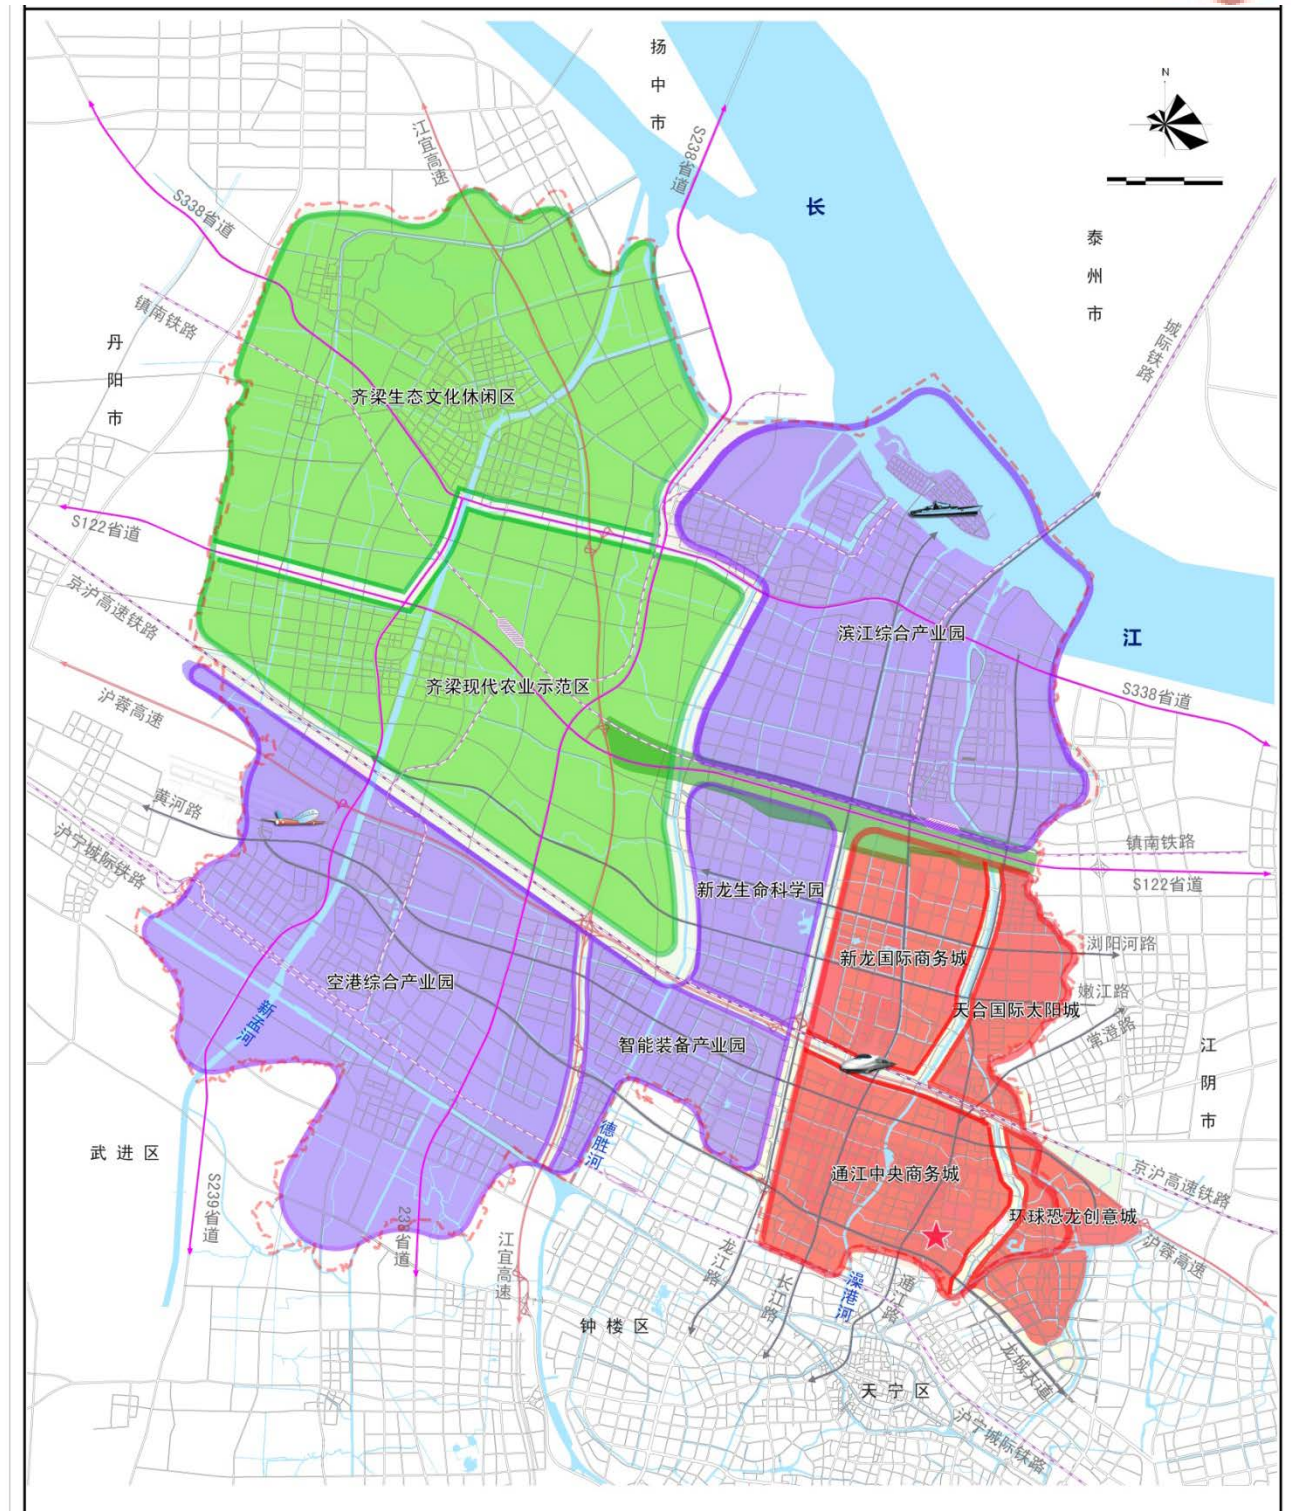 扬中市
N
江宜高速
S238省道
长
S338省道
泰州市
镇南铁路
城际铁路
丹阳市
齐梁生态文化休闲区
S122省道
京沪高速铁路
滨江综合产业园
江
齐梁现代农业示范区
S338省道
沪蓉高速
黄河路
沪宁城际铁路
镇南铁路
S122省道
新龙生命科学园
浏阳河路
新龙国际商务城
空港综合产业园
嫩江路
天合国际太阳城
新孟河
常澄路
智能装备产业园
江阴市
德胜河
武进区
通江中央商务城
京沪高速铁路
S239省道
238省道
环球恐龙创意城
江宜高速
龙江路
长江路
澡港河
通江路
沪蓉高速
钟楼区
龙城大道
天宁区
沪宁城际铁路